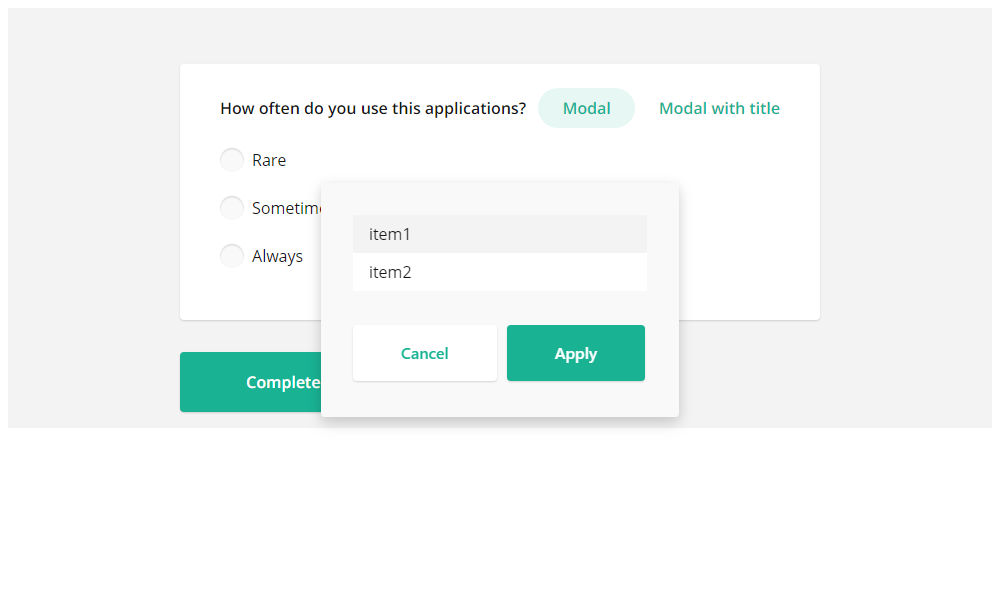 How often do you use this applications? Modal Modal with title
Rare
Sometim
Always
item1
item2
Cancel Apply
Complete